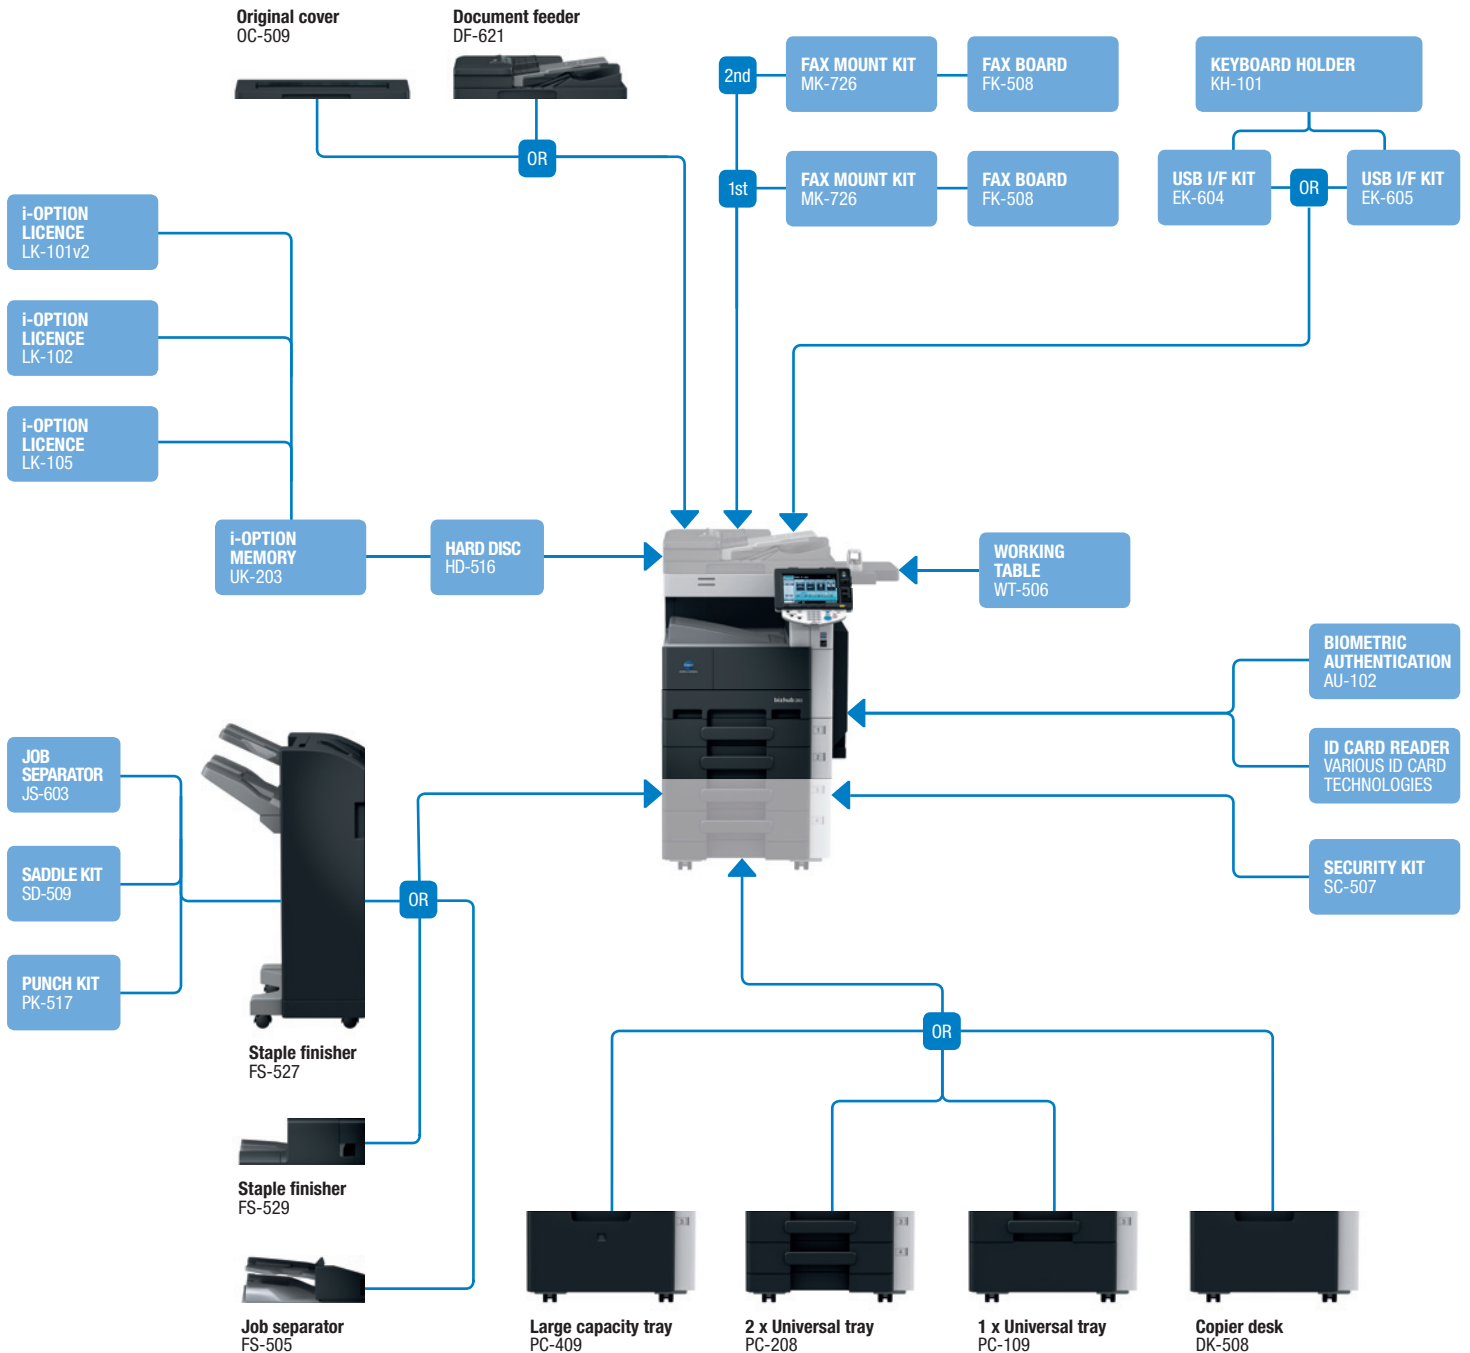 Original cover
OC-509
Document feeder
DF-621
OR
2nd
FAX MOUNT KIT
MK-726
FAX BOARD
FK-508
1st
FAX MOUNT KIT
MK-726
FAX BOARD
FK-508
KEYBOARD HOLDER
KH-101
USB I/F KIT
EK-604
OR
USB I/F KIT
EK-605
i-OPTION
LICENCE
LK-101v2
i-OPTION
LICENCE
LK-102
i-OPTION
LICENCE
LK-105
i-OPTION
MEMORY
UK-203
HARD DISC
HD-516
WORKING
TABLE
WT-506
BIOMETRIC
AUTHENTICATION
AU-102
ID CARD READER
VARIOUS ID CARD
TECHNOLOGIES
SECURITY KIT
SC-507
bizhub
JOB
SEPARATOR
JS-603
SADDLE KIT
SD-509
PUNCH KIT
PK-517
OR
Staple finisher
FS-527
Staple finisher
FS-529
Job separator
FS-505
OR
Large capacity tray
PC-409
2 x Universal tray
PC-208
1 x Universal tray
PC-109
Copier desk
DK-508